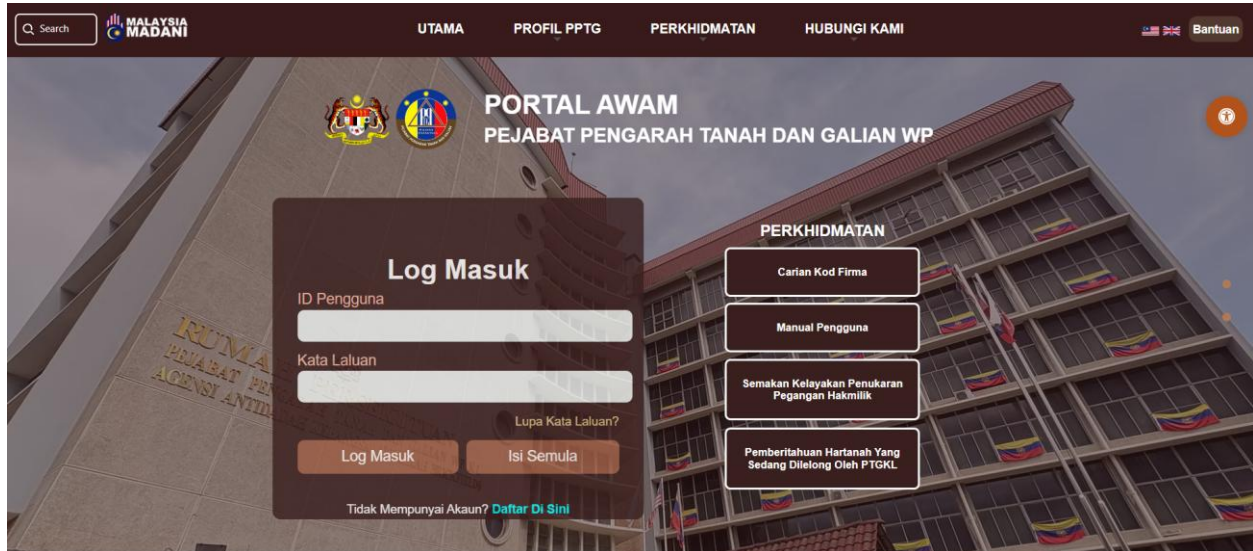 Search
MALAYSIA
MADANI
UTAMA
PROFIL PPTG
PERKHIDMATAN
HUBUNGI KAMI
Bantuan
PORTAL AWAM
PEJABAT PENGARAH TANAH DAN GALIAN WP
Log Masuk
ID Pengguna
Kata Laluan
Lupa Kata Laluan?
Log Masuk
Isi Semula
Tidak Mempunyai Akaun? Daftar Di Sini
PERKHIDMATAN
Carian Kod Firma
Manual Pengguna
Semakan Kelayakan Penukaran
Pegangan Hakmilik
Pemberitahuan Hartanah Yang
Sedang Dilelong Oleh PTGKL
PEJABAT
AGENSI